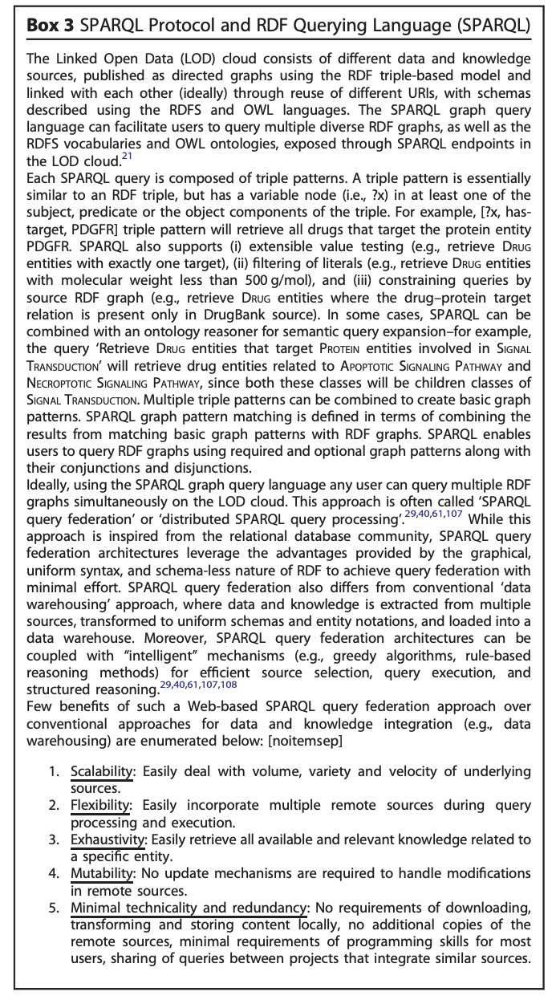 Box 3 SPARQL Protocol and RDF Querying Language (SPARQL)
The Linked Open Data (LOD) cloud consists of different data and knowledge
sources, published as directed graphs using the RDF triple-based model and
linked with each other (ideally) through reuse of different URIs, with schemas
described using the RDFS and OWL languages. The SPARQL graph query
language can facilitate users to query multiple diverse RDF graphs, as well as the
RDFS vocabularies and OWL ontologies, exposed through SPARQL endpoints in
the LOD cloud.21
Each SPARQL query is composed of triple patterns. A triple pattern is essentially
similar to an RDF triple, but has a variable node (i.e., ?x) in at least one of the
subject, predicate or the object components of the triple. For example, [?x, has-
target, PDGFR] triple pattern will retrieve all drugs that target the protein entity
PDGFR. SPARQL also supports (i) extensible value testing (e.g., retrieve DRUG
entities with exactly one target), (ii) filtering of literals (e.g., retrieve DRUG entities
with molecular weight less than 500 g/mol), and (iii) constraining queries by
source RDF graph (e.g., retrieve DRUG entities where the drug–protein target
relation is present only in DrugBank source). In some cases, SPARQL can be
combined with an ontology reasoner for semantic query expansion–for example,
the query ‘Retrieve DRUG entities that target PROTEIN entities involved in SIGNAL
TRANSDUCTION’ will retrieve drug entities related to APOPTOTIC SIGNALING PATHWAY and
NECROPTOTIC SIGNALING PATHWAY, since both these classes will be children classes of
SIGNAL TRANSDUCTION. Multiple triple patterns can be combined to create basic graph
patterns. SPARQL graph pattern matching is defined in terms of combining the
results from matching basic graph patterns with RDF graphs. SPARQL enables
users to query RDF graphs using required and optional graph patterns along with
their conjunctions and disjunctions.
Ideally, using the SPARQL graph query language any user can query multiple RDF
graphs simultaneously on the LOD cloud. This approach is often called ‘SPARQL
query federation’ or ‘distributed SPARQL query processing’.29,40,61,107 While this
approach is inspired from the relational database community, SPARQL query
federation architectures leverage the advantages provided by the graphical,
uniform syntax, and schema-less nature of RDF to achieve query federation with
minimal effort. SPARQL query federation also differs from conventional ‘data
warehousing’ approach, where data and knowledge is extracted from multiple
sources, transformed to uniform schemas and entity notations, and loaded into a
data warehouse. Moreover, SPARQL query federation architectures can be
coupled with “intelligent” mechanisms (e.g., greedy algorithms, rule-based
reasoning methods) for efficient source selection, query execution, and
structured reasoning.29,40,61,107,108
Few benefits of such a Web-based SPARQL query federation approach over
conventional approaches for data and knowledge integration (e.g., data
warehousing) are enumerated below: [noitemsep]
1. Scalability: Easily deal with volume, variety and velocity of underlying
sources.
2. Flexibility: Easily incorporate multiple remote sources during query
processing and execution.
3. Exhaustivity: Easily retrieve all available and relevant knowledge related to
a specific entity.
4. Mutability: No update mechanisms are required to handle modifications
in remote sources.
5. Minimal technicality and redundancy: No requirements of downloading,
transforming and storing content locally, no additional copies of the
remote sources, minimal requirements of programming skills for most
users, sharing of queries between projects that integrate similar sources.